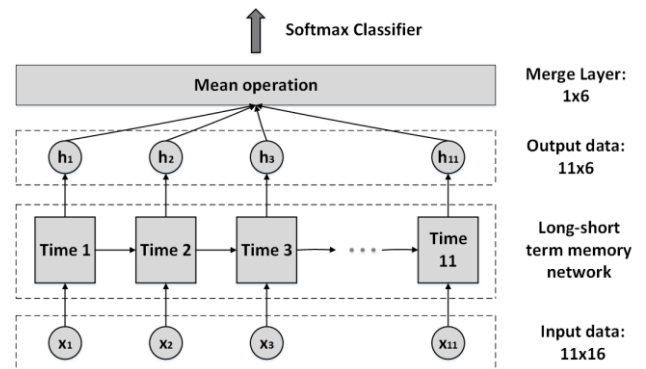 Softmax Classifier
Mean operation
Merge Layer:
1x6
h1
h2
h3
h11
Output data:
11x6
Time 1
Time 2
Time 3
...
Time
11
Long-short
term memory
network
x1
x2
x3
x11
Input data:
11x16